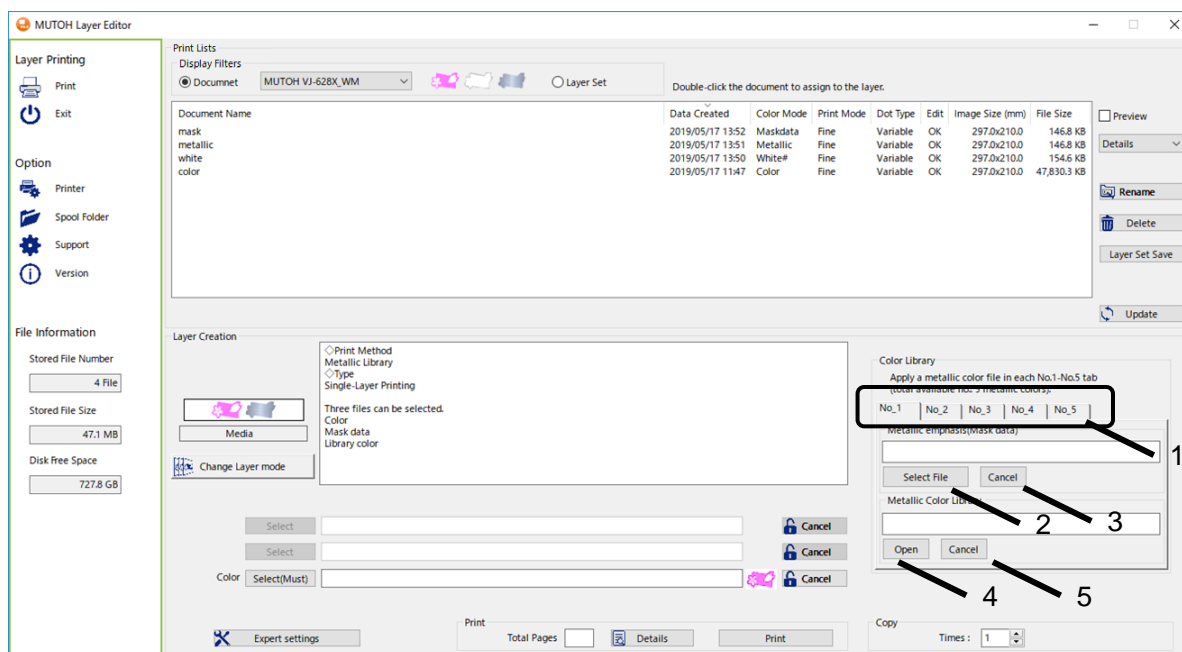 MUTOH Layer Editor
Layer Printing
Print
Exit
Option
Printer
Spool Folder
Support
Version
File Information
Stored File Number
4 File
Stored File Size
47.1 MB
Disk Free Space
727.8 GB
Print Lists
Display Filters
Documnet
MUTOH VJ-628X_WM
Layer Set
Double-click the document to assign to the layer.
Document Name Data Created Color Mode Print Mode Dot Type Edit Image Size (mm) File Size
mask 2019/05/17 13:52 Maskdata Fine Variable OK 297.0x210.0 146.8 KB
metallic 2019/05/17 13:51 Metallic Fine Variable OK 297.0x210.0 146.8 KB
white 2019/05/17 13:50 White# Fine Variable OK 297.0x210.0 154.6 KB
color 2019/05/17 11:47 Color Fine Variable OK 297.0x210.0 47,830.3 KB
Preview
Details
Rename
Delete
Layer Set Save
Update
Layer Creation
Media
Change Layer mode
◇Print Method
Metallic Library
◇Type
Single-Layer Printing
Three files can be selected.
Color
Mask data
Library color
Select Cancel
Select Cancel
Color Select(Must) Cancel
Color Library
Apply a metallic color file in each No.1-No.5 tab
(total available no. 5 metallic colors).
No_1 No_2 No_3 No_4 No_5
1
Metallic emphasis(Mask data)
Select File Cancel
2 3
Metallic Color Library
Open Cancel
4 5
Expert settings
Print
Total Pages Details Print
Copy
Times : 1